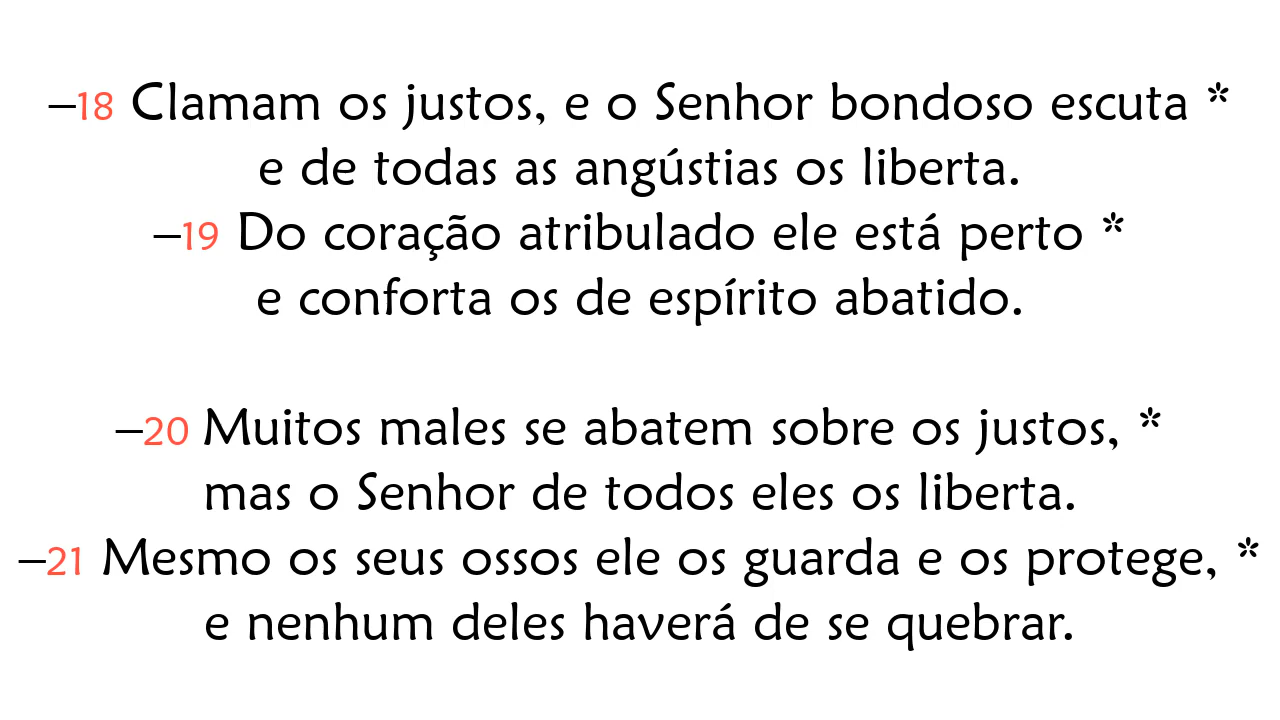 –18 Clamam os justos, e o Senhor bondoso escuta *
e de todas as angústias os liberta.
–19 Do coração atribulado ele está perto *
e conforta os de espírito abatido.
–20 Muitos males se abatem sobre os justos, *
mas o Senhor de todos eles os liberta.
–21 Mesmo os seus ossos ele os guarda e os protege, *
e nenhum deles haverá de se quebrar.